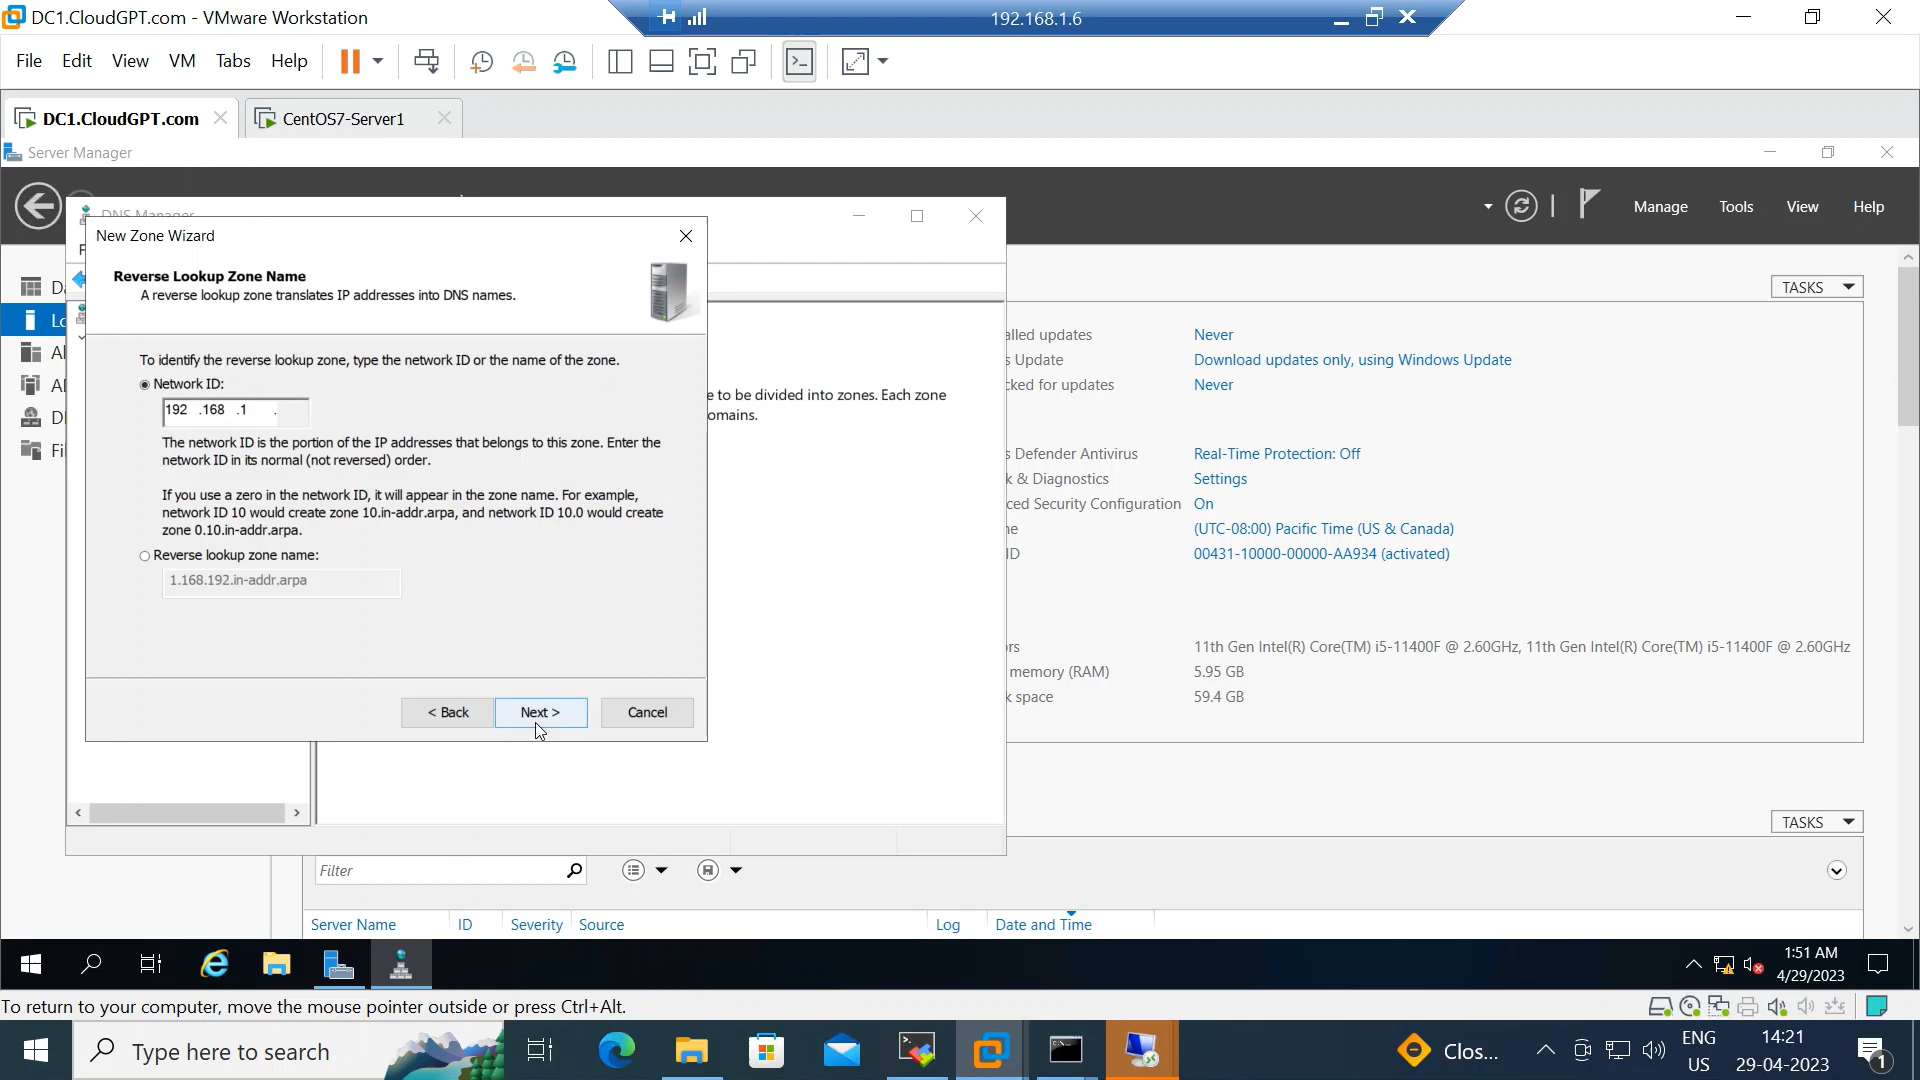 DC1.CloudGPT.com - VMware Workstation
192.168.1.6
File Edit View VM Tabs Help
DC1.CloudGPT.com
CentOS7-Server1
Server Manager
Manage Tools View Help
DNS Manager
New Zone Wizard
Reverse Lookup Zone Name
A reverse lookup zone translates IP addresses into DNS names.
To identify the reverse lookup zone, type the network ID or the name of the zone.
Network ID:
192 .168 .1 .
The network ID is the portion of the IP addresses that belongs to this zone. Enter the
network ID in its normal (not reversed) order.
If you use a zero in the network ID, it will appear in the zone name. For example,
network ID 10 would create zone 10.in-addr.arpa, and network ID 10.0 would create
zone 0.10.in-addr.arpa.
Reverse lookup zone name:
1.168.192.in-addr.arpa
< Back Next > Cancel
e to be divided into zones. Each zone
omains.
TASKS
alled updates Never
s Update Download updates only, using Windows Update
cked for updates Never
s Defender Antivirus Real-Time Protection: Off
k & Diagnostics Settings
ced Security Configuration On
ne (UTC-08:00) Pacific Time (US & Canada)
ID 00431-10000-00000-AA934 (activated)
rs 11th Gen Intel(R) Core(TM) i5-11400F @ 2.60GHz, 11th Gen Intel(R) Core(TM) i5-11400F @ 2.60GHz
memory (RAM) 5.95 GB
k space 59.4 GB
TASKS
Filter
Server Name ID Severity Source Log Date and Time
1:51 AM
4/29/2023
To return to your computer, move the mouse pointer outside or press Ctrl+Alt.
Type here to search
Clos...
ENG
US
14:21
29-04-2023
1